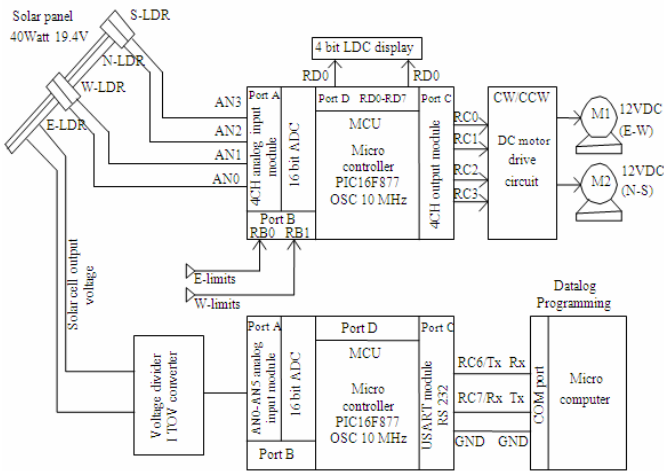 Solar panel
40Watt 19.4V
S-LDR
N-LDR
W-LDR
E-LDR
4 bit LDC display
RD0
RD0
AN3
AN2
AN1
AN0
Port A
4CH analog input
module
16 bit ADC
Port D RD0-RD7
MCU
Micro
controller
PIC16F877
OSC 10 MHz
Port C
4CH output module
Port B
RB0
RB1
RC0
RC1
RC2
RC3
CW/CCW
DC motor
drive
circuit
M1
12VDC
(E-W)
M2
12VDC
(N-S)
E-limits
W-limits
Solar cell output
voltage
Voltage divider
I TOV converter
Port A
AN0-AN5 analog
input module
16 bit ADC
Port D
MCU
Micro
controller
PIC16F877
OSC 10 MHz
Port C
USART module
RS 232
Port B
RC6/Tx Rx
RC7/Rx Tx
GND GND
Datalog
Programming
COM port
Micro
computer